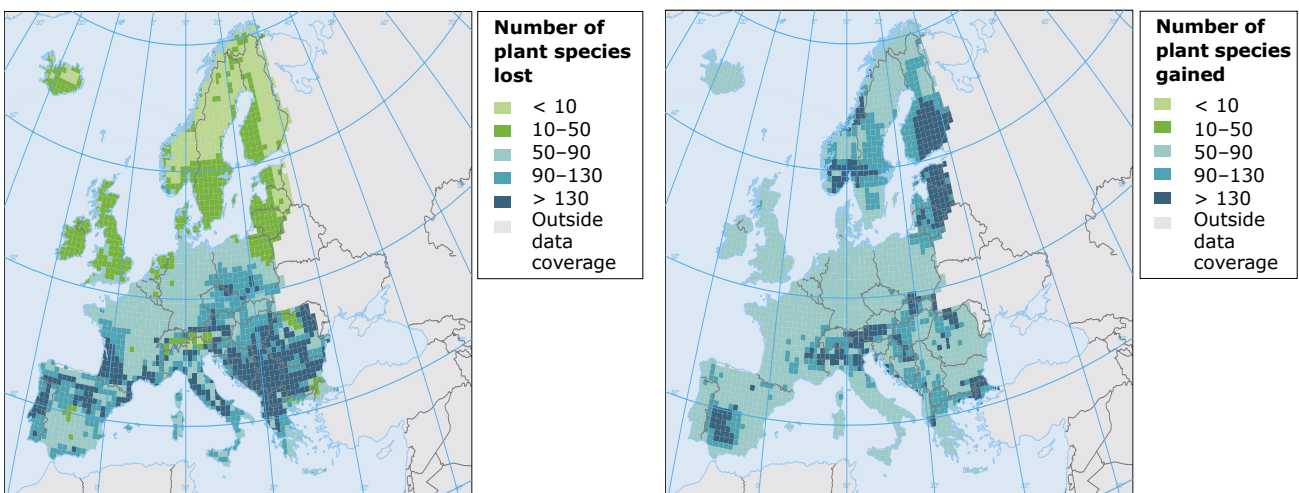 Number of
plant species
lost
< 10
10–50
50–90
90–130
> 130
Outside
data
coverage
Number of
plant species
gained
< 10
10–50
50–90
90–130
> 130
Outside
data
coverage